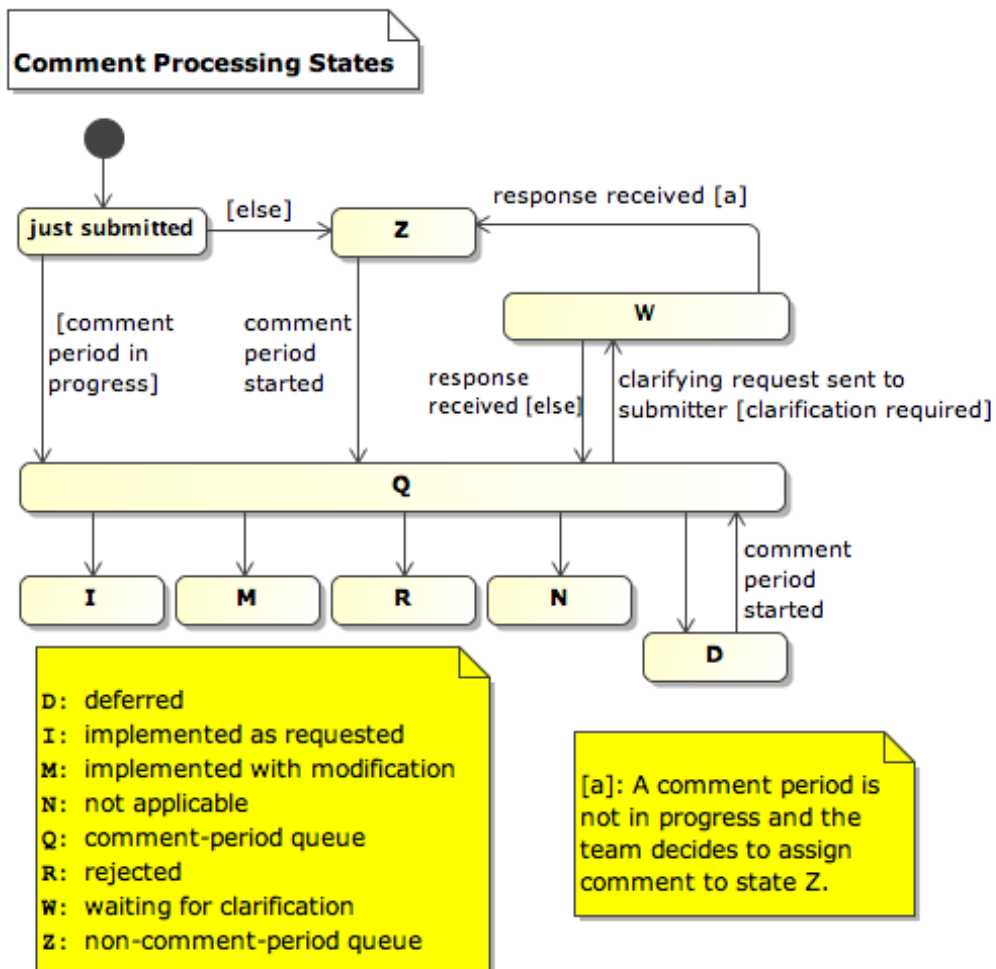 Comment Processing States
just submitted
[else]
Z
response received [a]
W
[comment
period in
progress]
comment
period
started
response
received [else]
clarifying request sent to
submitter [clarification required]
Q
I
M
R
N
comment
period
started
D
D: deferred
I: implemented as requested
M: implemented with modification
N: not applicable
Q: comment-period queue
R: rejected
W: waiting for clarification
Z: non-comment-period queue
[a]: A comment period is
not in progress and the
team decides to assign
comment to state Z.